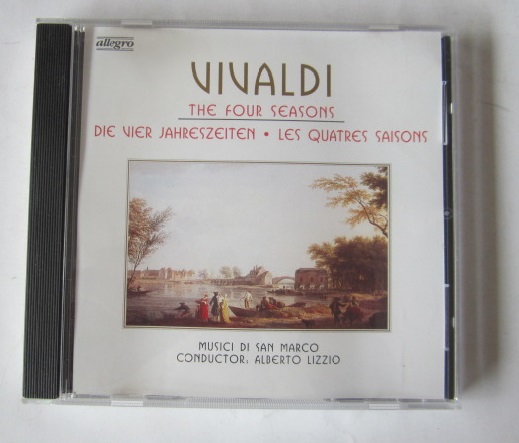 allegro
VIVALDI
THE FOUR SEASONS
DIE VIER JAHRESZEITEN • LES QUATRES SAISONS
MUSICI DI SAN MARCO
CONDUCTOR: ALBERTO LIZZIO